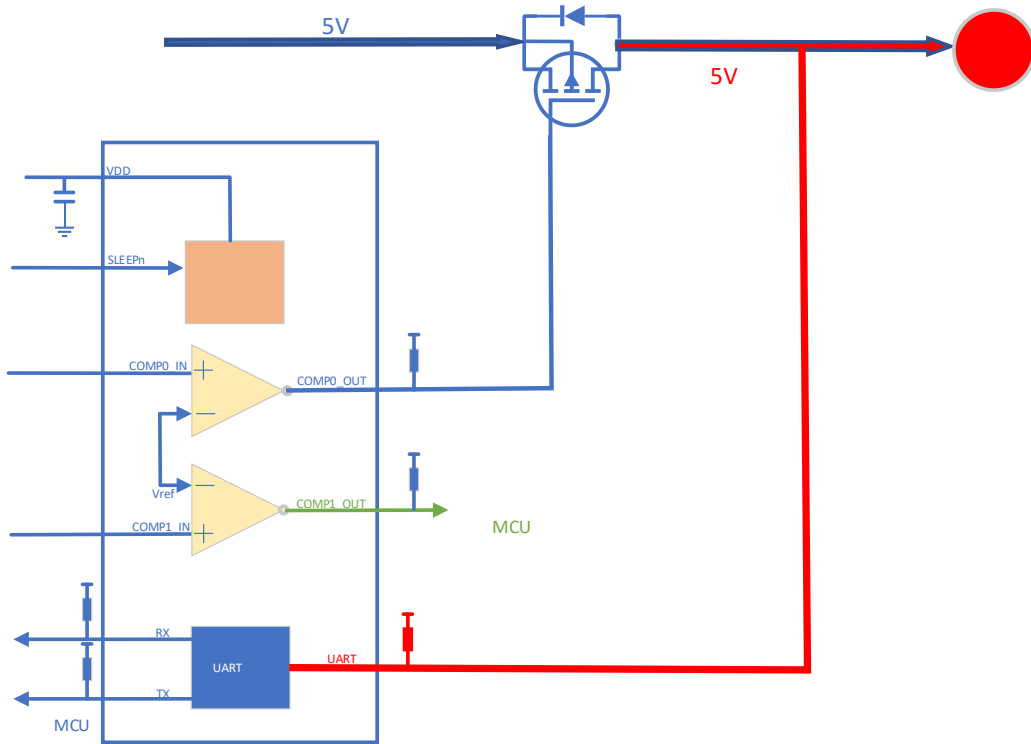 5V
5V
VDD
SLEEPn
COMP0_IN
COMP0_OUT
Vref
COMP1_OUT
MCU
COMP1_IN
RX
UART
UART
TX
MCU